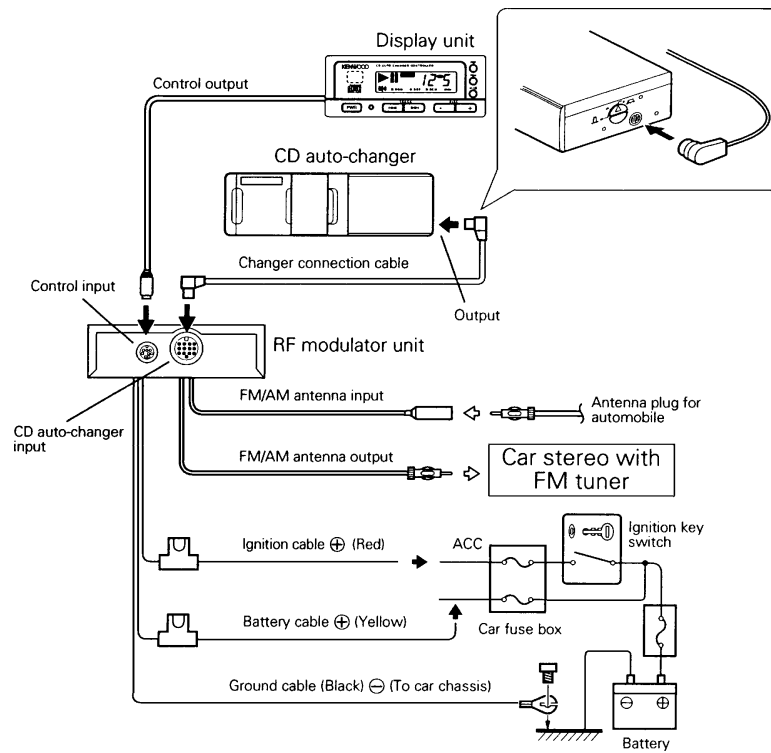 Display unit
Control output
KENWOOD
12-5
CD auto-changer
Changer connection cable
Control input
Output
RF modulator unit
FM/AM antenna input
Antenna plug for
automobile
CD auto-changer
input
FM/AM antenna output
Car stereo with
FM tuner
Ignition cable ⊕ (Red)
ACC
Ignition key
switch
Battery cable ⊕ (Yellow)
Car fuse box
Ground cable (Black) ⊖ (To car chassis)
⊖ ⊕
Battery